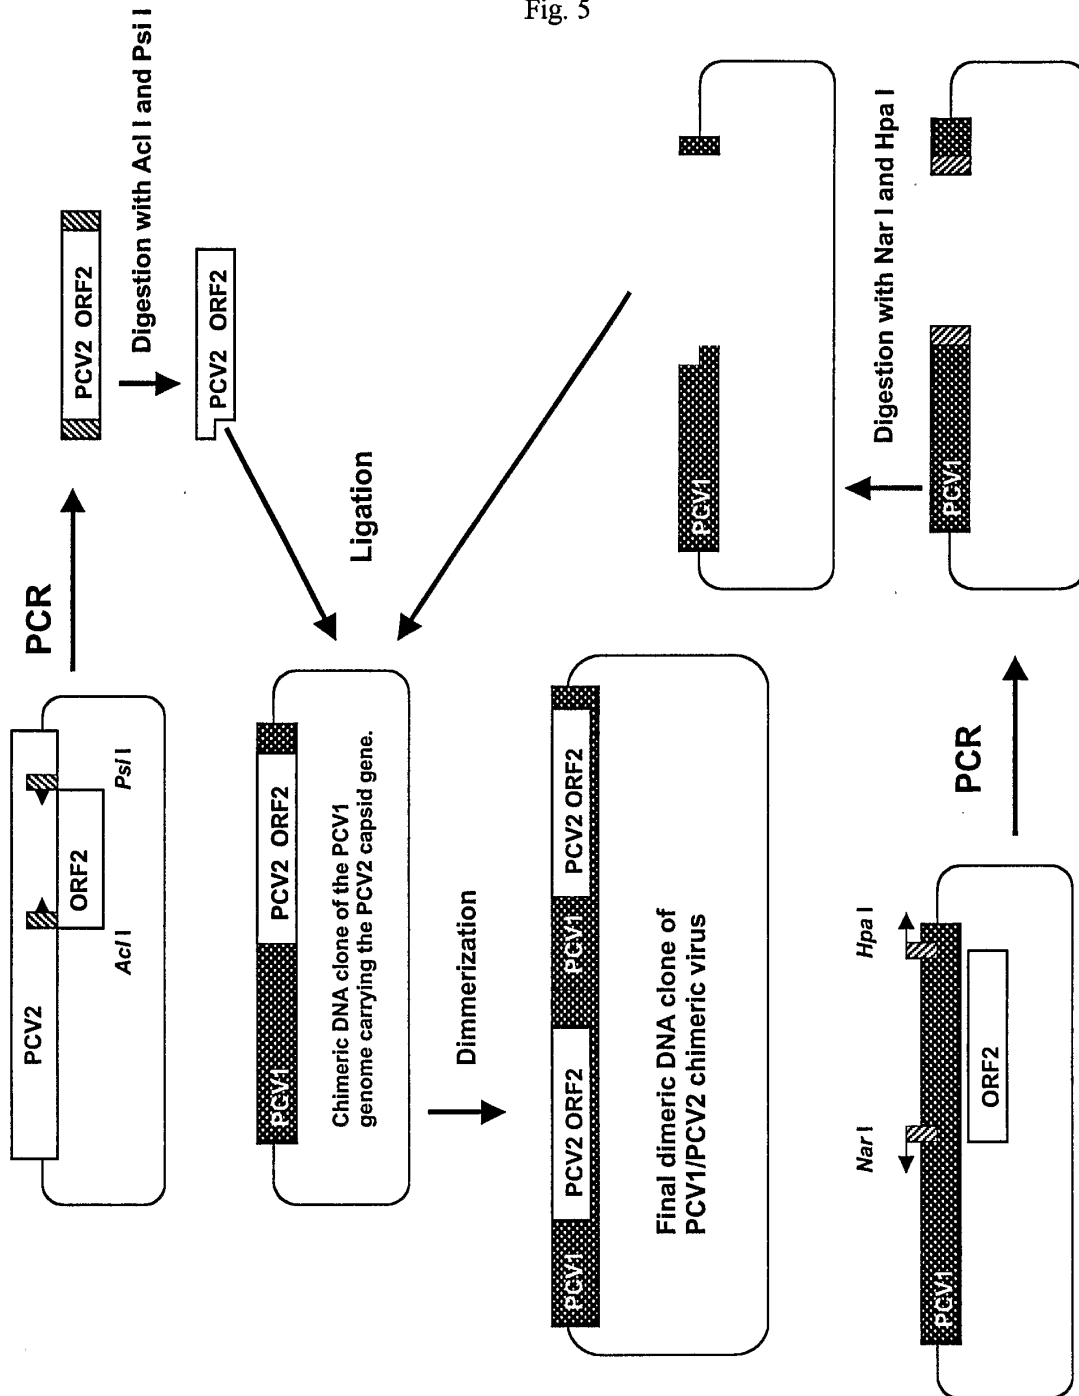 Fig. 5
PCV2
ORF2
Acl I
Psi I
PCR
PCV2 ORF2
Digestion with Acl I and Psi I
PCV2 ORF2
Ligation
PCV1
PCV2 ORF2
Chimeric DNA clone of the PCV1
genome carrying the PCV2 capsid gene.
Dimmerization
PCV1
PCV2 ORF2
PCV1
PCV2 ORF2
Final dimeric DNA clone of
PCV1/PCV2 chimeric virus
PCV1
Nar I
Hpa I
ORF2
PCR
PCV1
Digestion with Nar I and Hpa I
PCV1